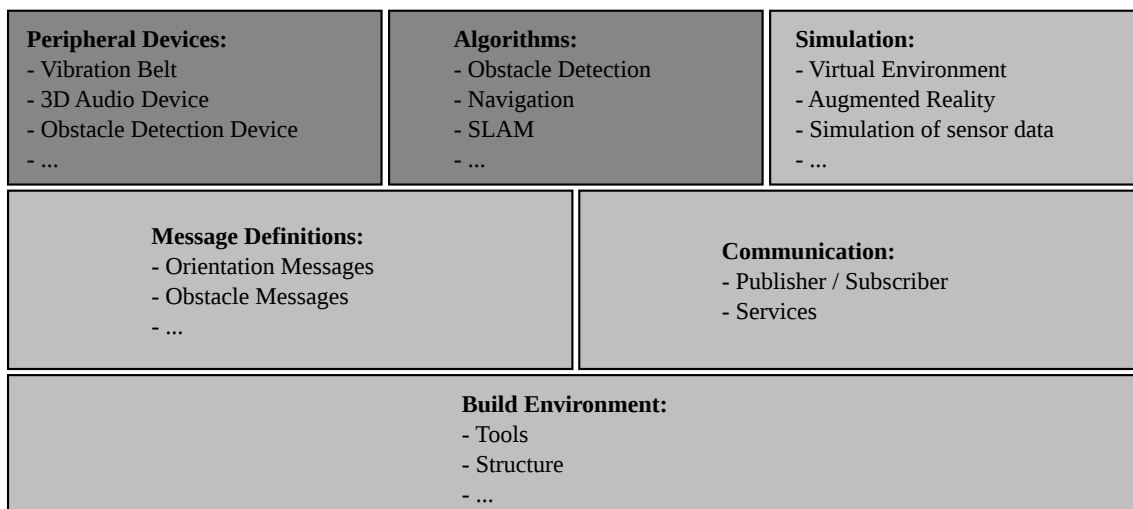 Peripheral Devices:
- Vibration Belt
- 3D Audio Device
- Obstacle Detection Device
- ...
Algorithms:
- Obstacle Detection
- Navigation
- SLAM
- ...
Simulation:
- Virtual Environment
- Augmented Reality
- Simulation of sensor data
- ...
Message Definitions:
- Orientation Messages
- Obstacle Messages
- ...
Communication:
- Publisher / Subscriber
- Services
Build Environment:
- Tools
- Structure
- ...